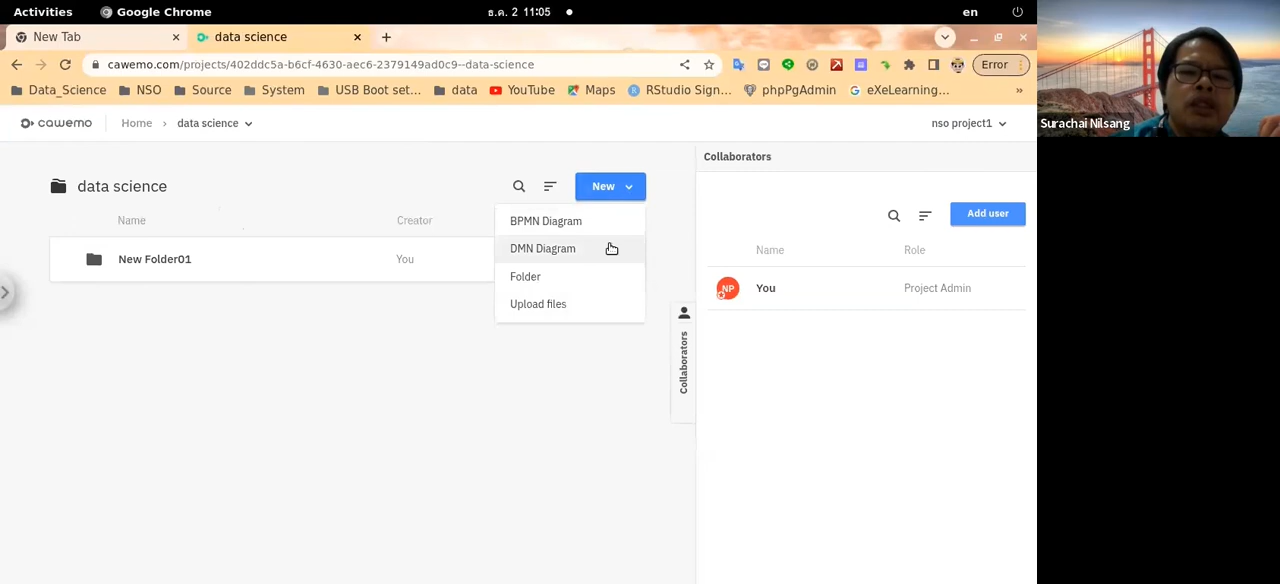 Activities Google Chrome ธ.ค. 2 11:05 en
New Tab data science
cawemo.com/projects/402ddc5a-b6cf-4630-aec6-2379149ad0c9--data-science Error
Data_Science NSO Source System USB Boot set... data YouTube Maps RStudio Sign... phpPgAdmin eXeLearning... »
cawemo Home › data science nso project1
Surachai Nilsang
Collaborators
data science New
Add user
Name Creator
BPMN Diagram
DMN Diagram
Folder
Upload files
New Folder01 You
Name Role
NP You Project Admin
Collaborators